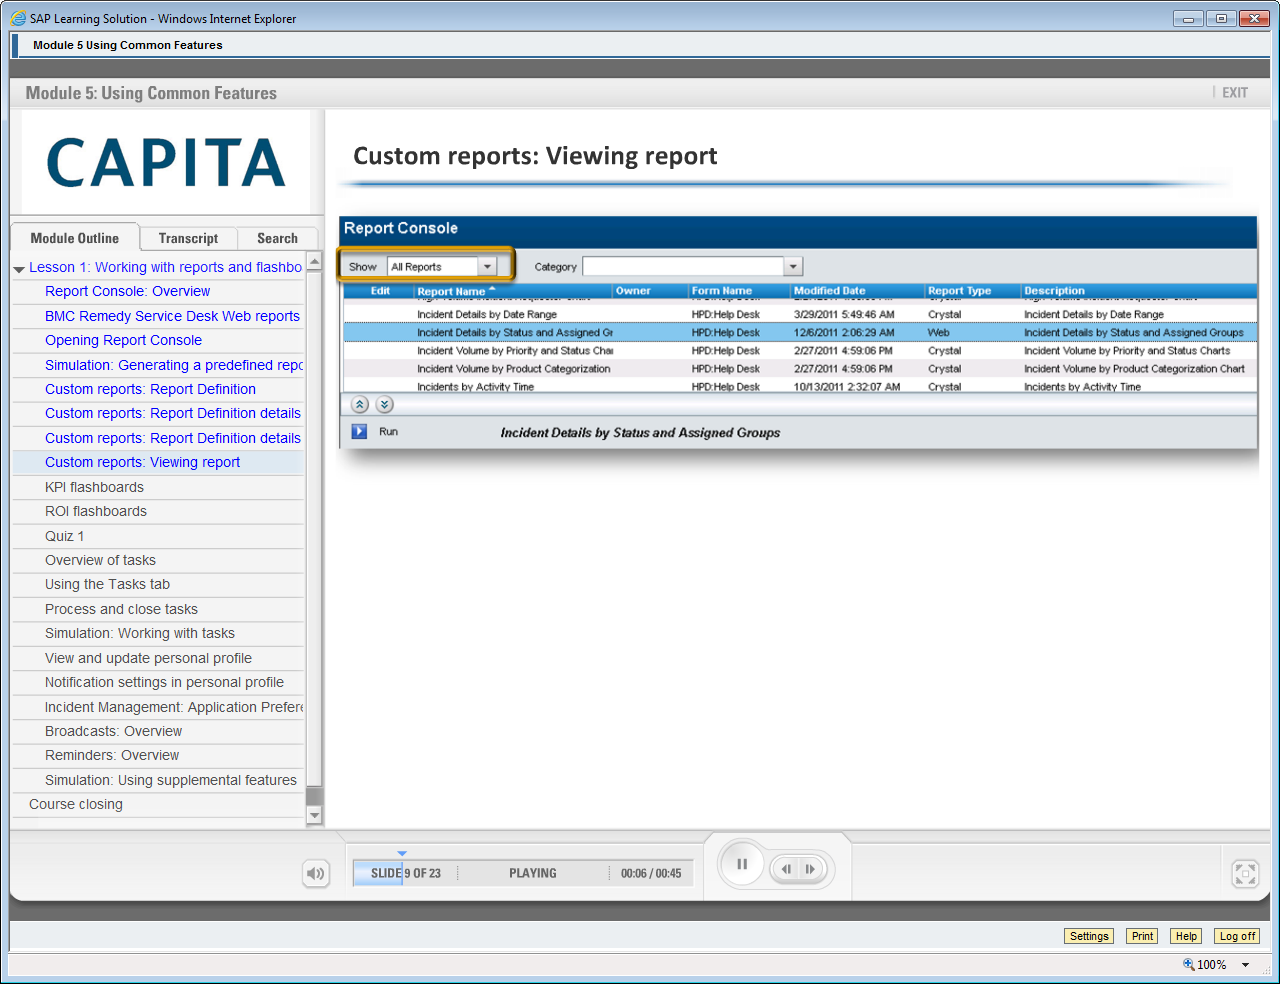 SAP Learning Solution - Windows Internet Explorer
Module 5 Using Common Features
Module 5: Using Common Features
EXIT
CAPITA
Module Outline Transcript Search
Lesson 1: Working with reports and flashbo
Report Console: Overview
BMC Remedy Service Desk Web reports
Opening Report Console
Simulation: Generating a predefined repo
Custom reports: Report Definition
Custom reports: Report Definition details
Custom reports: Report Definition details
Custom reports: Viewing report
KPI flashboards
ROI flashboards
Quiz 1
Overview of tasks
Using the Tasks tab
Process and close tasks
Simulation: Working with tasks
View and update personal profile
Notification settings in personal profile
Incident Management: Application Prefere
Broadcasts: Overview
Reminders: Overview
Simulation: Using supplemental features
Course closing
Custom reports: Viewing report
Report Console
Show All Reports Category
Edit Report Name Owner Form Name Modified Date Report Type Description
Incident Details by Date Range HPD:Help Desk 3/29/2011 5:49:46 AM Crystal Incident Details by Date Range
Incident Details by Status and Assigned Gr HPD:Help Desk 12/6/2011 2:06:29 AM Web Incident Details by Status and Assigned Groups
Incident Volume by Priority and Status Cha HPD:Help Desk 2/27/2011 4:59:06 PM Crystal Incident Volume by Priority and Status Charts
Incident Volume by Product Categorization HPD:Help Desk 2/27/2011 4:59:06 PM Crystal Incident Volume by Product Categorization Chart
Incidents by Activity Time HPD:Help Desk 10/13/2011 2:32:07 AM Crystal Incidents by Activity Time
Run Incident Details by Status and Assigned Groups
SLIDE 9 OF 23 PLAYING 00:06 / 00:45
Settings Print Help Log off
100%